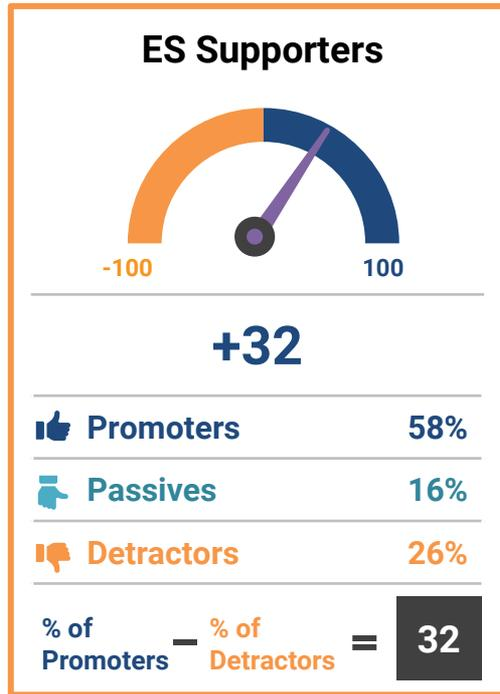 ES Supporters
-100
100
+32
Promoters 58%
Passives 16%
Detractors 26%
% of
Promoters
–
% of
Detractors
=
32